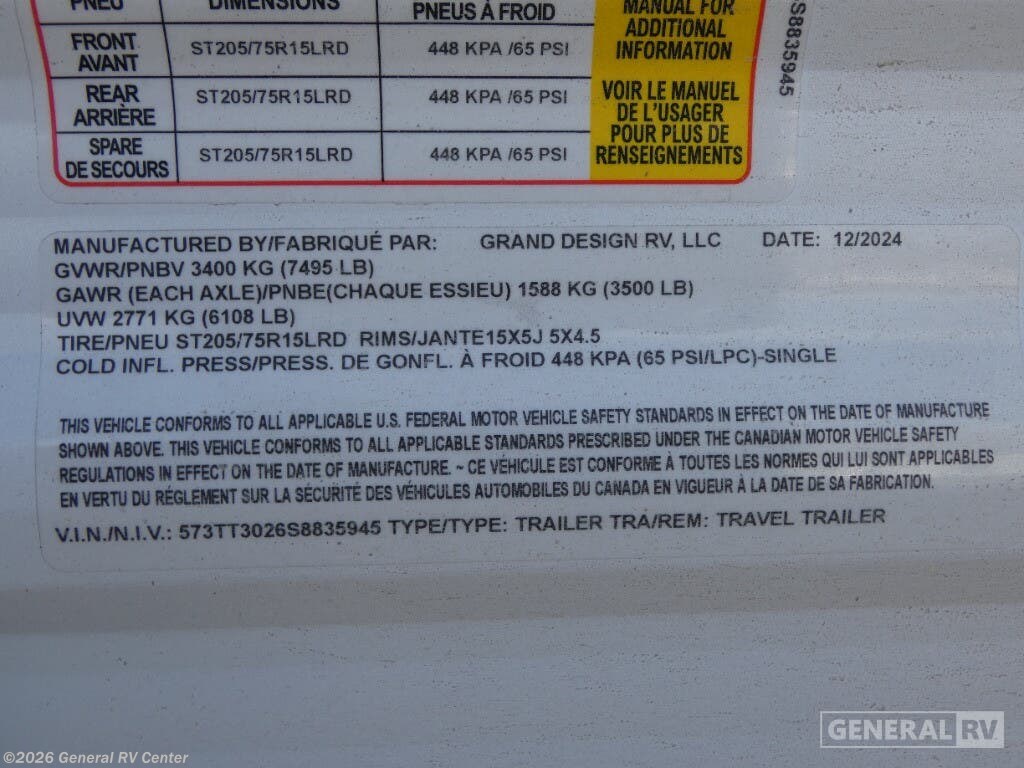 PNEU DIMENSIONS PNEUS À FROID
MANUAL FOR
ADDITIONAL
INFORMATION
FRONT
AVANT
ST205/75R15LRD 448 KPA /65 PSI
REAR
ARRIÈRE
ST205/75R15LRD 448 KPA /65 PSI
SPARE
DE SECOURS
ST205/75R15LRD 448 KPA /65 PSI
VOIR LE MANUEL
DE L'USAGER
POUR PLUS DE
RENSEIGNEMENTS
S8835945
MANUFACTURED BY/FABRIQUÉ PAR: GRAND DESIGN RV, LLC DATE: 12/2024
GVWR/PNBV 3400 KG (7495 LB)
GAWR (EACH AXLE)/PNBE(CHAQUE ESSIEU) 1588 KG (3500 LB)
UVW 2771 KG (6108 LB)
TIRE/PNEU ST205/75R15LRD RIMS/JANTE15X5J 5X4.5
COLD INFL. PRESS/PRESS. DE GONFL. À FROID 448 KPA (65 PSI/LPC)-SINGLE
THIS VEHICLE CONFORMS TO ALL APPLICABLE U.S. FEDERAL MOTOR VEHICLE SAFETY STANDARDS IN EFFECT ON THE DATE OF MANUFACTURE
SHOWN ABOVE. THIS VEHICLE CONFORMS TO ALL APPLICABLE STANDARDS PRESCRIBED UNDER THE CANADIAN MOTOR VEHICLE SAFETY
REGULATIONS IN EFFECT ON THE DATE OF MANUFACTURE. ~ CE VÉHICULE EST CONFORME À TOUTES LES NORMES QUI LUI SONT APPLICABLES
EN VERTU DU RÉGLEMENT SUR LA SÉCURITÉ DES VÉHICULES AUTOMOBILES DU CANADA EN VIGUEUR À LA DATE DE SA FABRICATION.
V.I.N./N.I.V.: 573TT3026S8835945 TYPE/TYPE: TRAILER TRA/REM: TRAVEL TRAILER
GENERAL RV
©2026 General RV Center